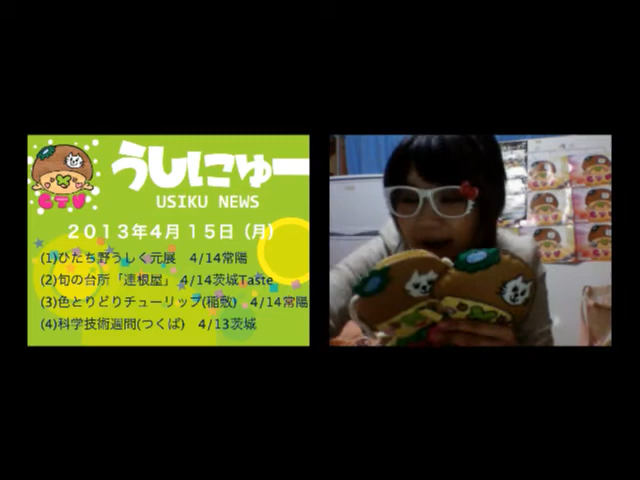 うしにゅー
USIKU NEWS
CTV
2013年4月15日(月)
(1)ひたち野うしく元展 4/14常陽
(2)旬の台所「連根屋」 4/14茨城Taste
(3)色とりどりチューリップ(稲敷) 4/14常陽
(4)科学技術週間(つくば) 4/13茨城